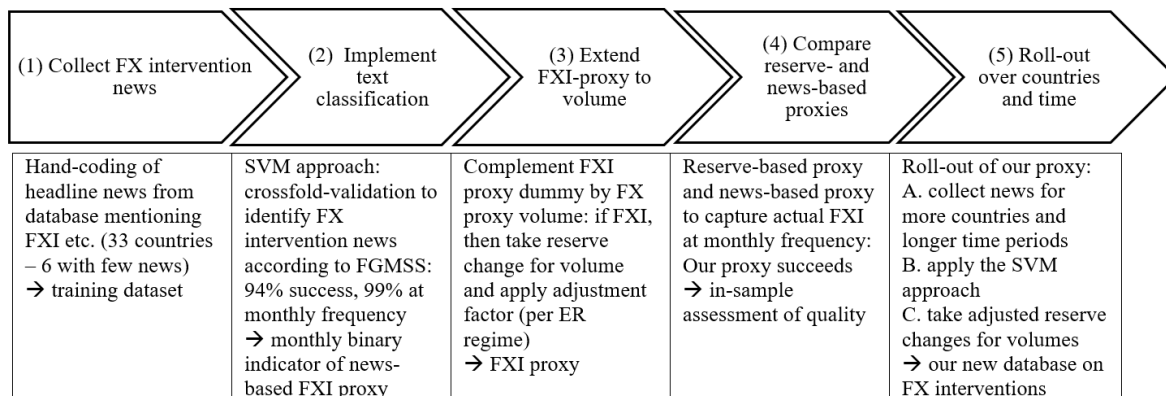 (1) Collect FX intervention
news
(2) Implement
text
classification
(3) Extend
FXI-proxy to
volume
(4) Compare
reserve- and
news-based
proxies
(5) Roll-out
over countries
and time
Hand-coding of
headline news from
database mentioning
FXI etc. (33 countries
– 6 with few news)
→ training dataset
SVM approach:
crossfold-validation to
identify FX
intervention news
according to FGMSS:
94% success, 99% at
monthly frequency
→ monthly binary
indicator of news-
based FXI proxy
Complement FXI
proxy dummy by FX
proxy volume: if FXI,
then take reserve
change for volume
and apply adjustment
factor (per ER
regime)
→ FXI proxy
Reserve-based proxy
and news-based proxy
to capture actual FXI
at monthly frequency:
Our proxy succeeds
→ in-sample
assessment of quality
Roll-out of our proxy:
A. collect news for
more countries and
longer time periods
B. apply the SVM
approach
C. take adjusted reserve
changes for volumes
→ our new database on
FX interventions